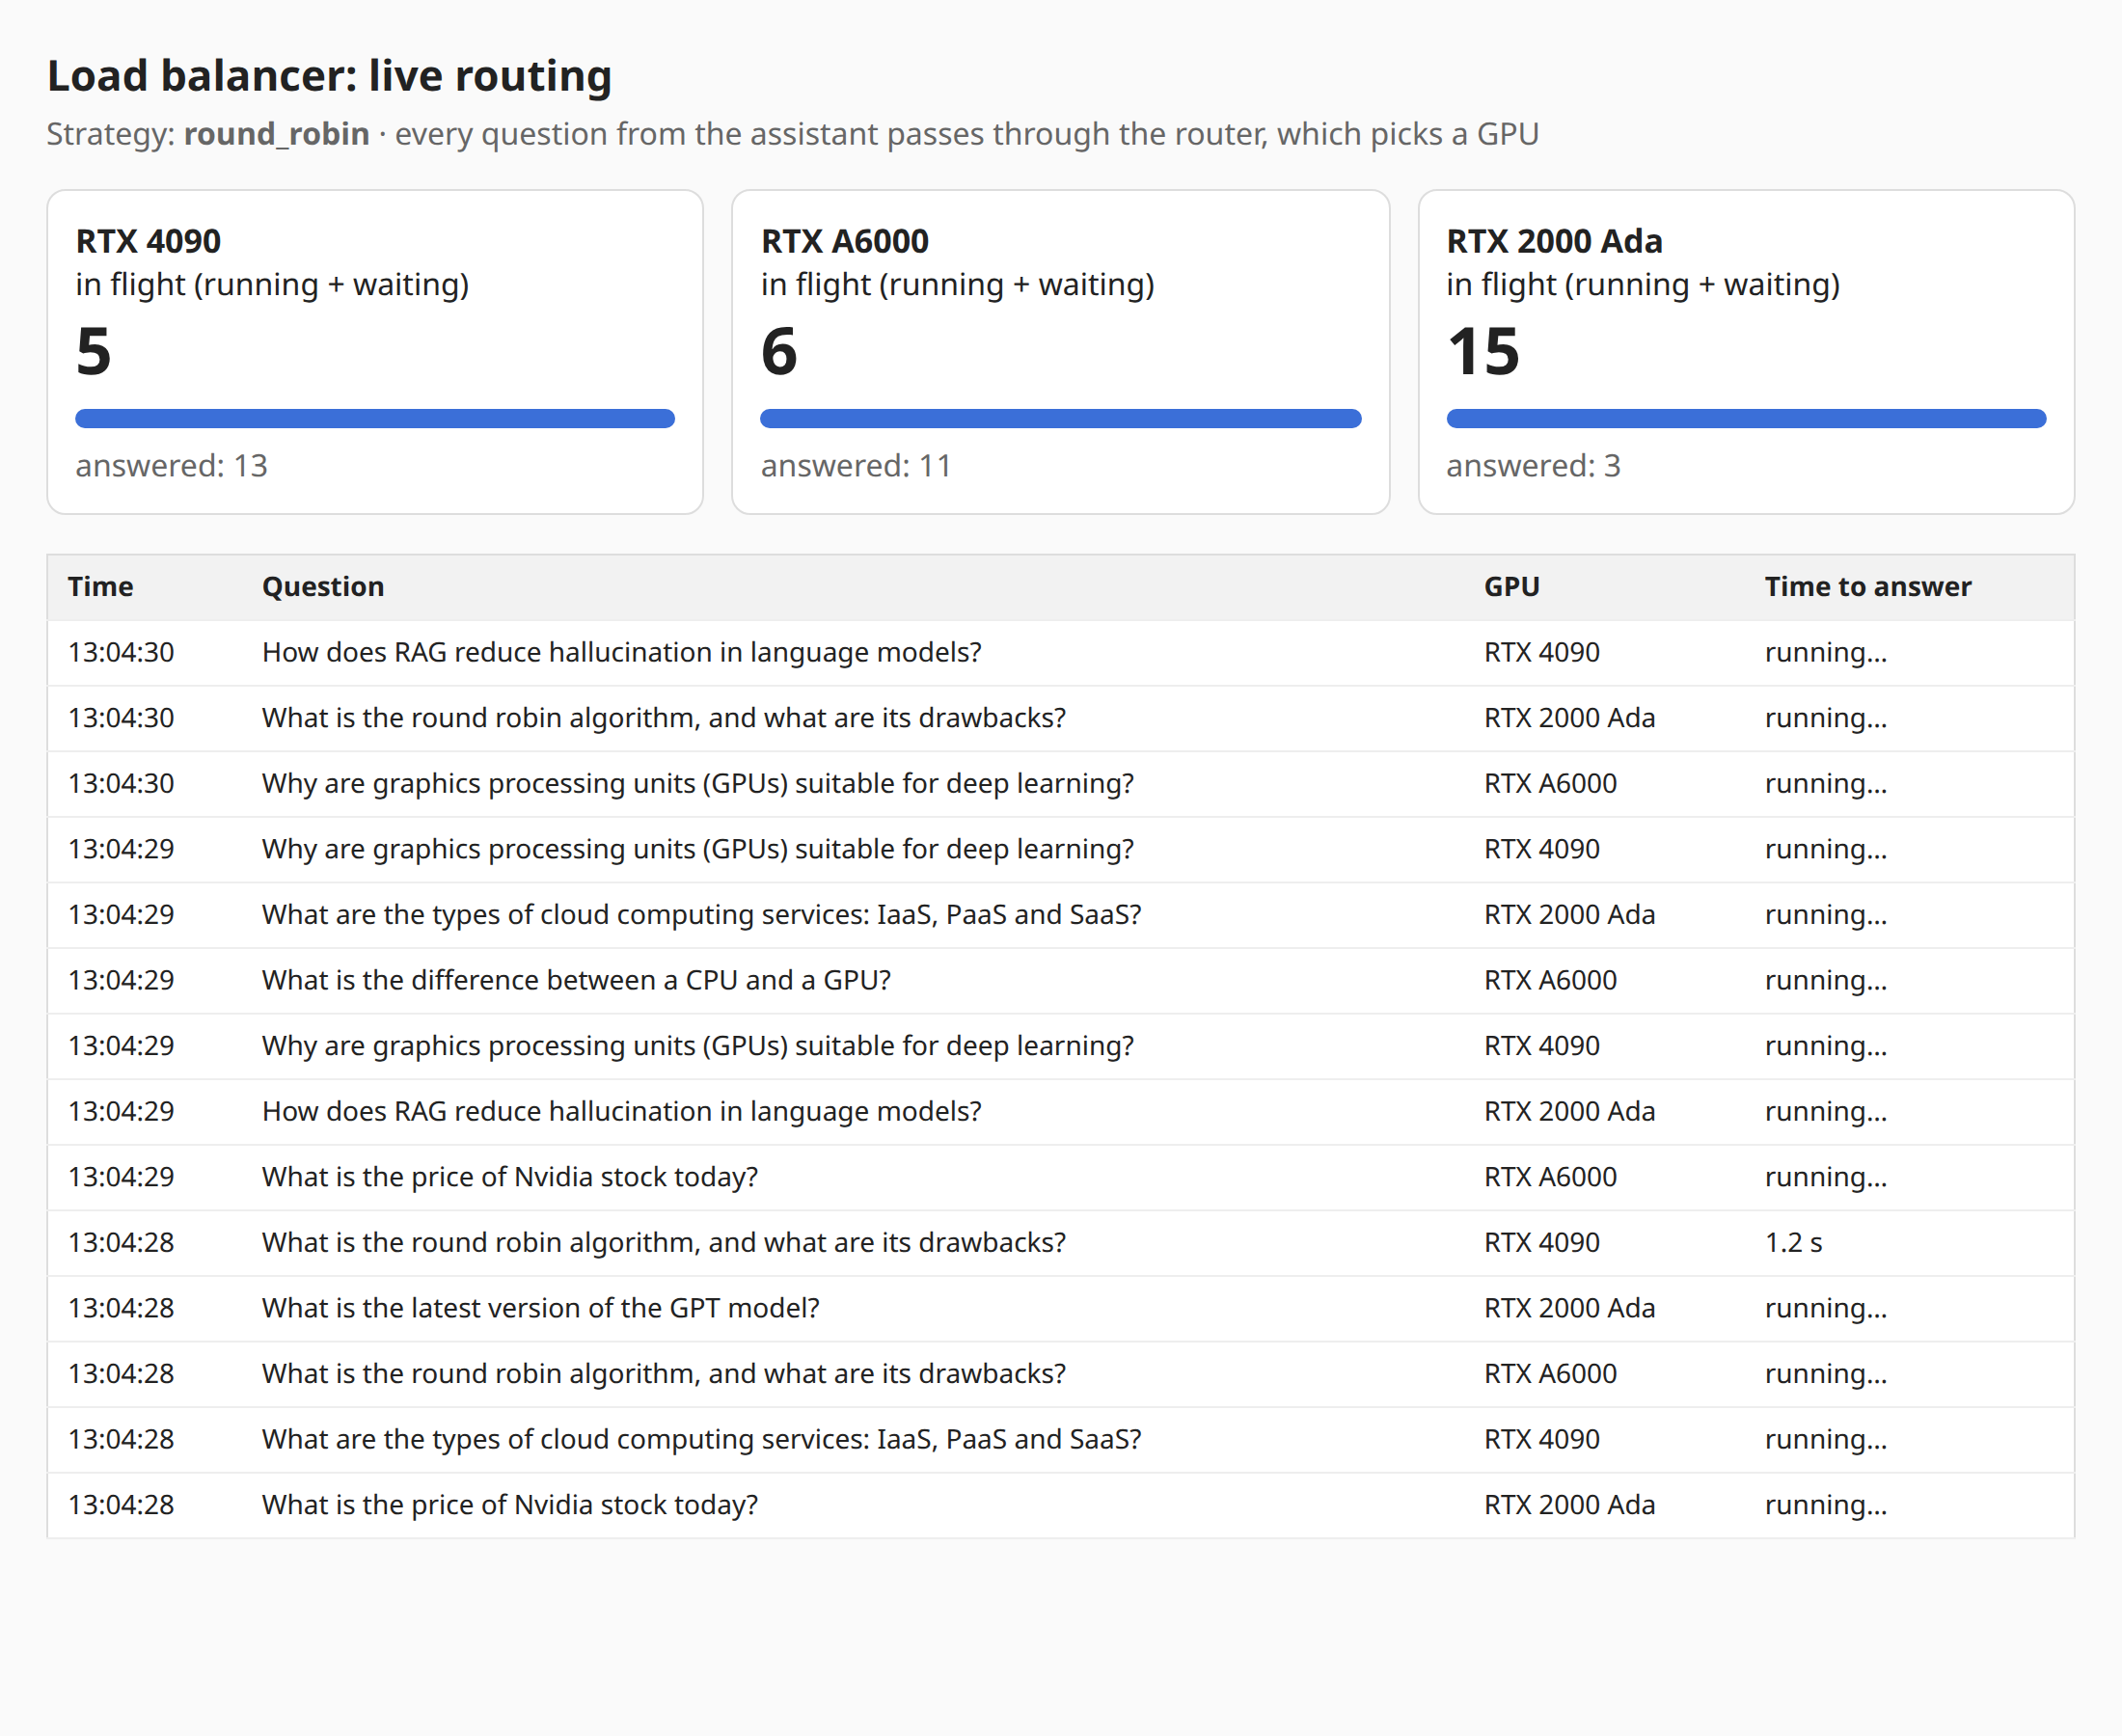 Load balancer: live routing
Strategy: round_robin · every question from the assistant passes through the router, which picks a GPU
RTX 4090
in flight (running + waiting)
5
answered: 13
RTX A6000
in flight (running + waiting)
6
answered: 11
RTX 2000 Ada
in flight (running + waiting)
15
answered: 3
Time Question GPU Time to answer
13:04:30 How does RAG reduce hallucination in language models? RTX 4090 running…
13:04:30 What is the round robin algorithm, and what are its drawbacks? RTX 2000 Ada running…
13:04:30 Why are graphics processing units (GPUs) suitable for deep learning? RTX A6000 running…
13:04:29 Why are graphics processing units (GPUs) suitable for deep learning? RTX 4090 running…
13:04:29 What are the types of cloud computing services: IaaS, PaaS and SaaS? RTX 2000 Ada running…
13:04:29 What is the difference between a CPU and a GPU? RTX A6000 running…
13:04:29 Why are graphics processing units (GPUs) suitable for deep learning? RTX 4090 running…
13:04:29 How does RAG reduce hallucination in language models? RTX 2000 Ada running…
13:04:29 What is the price of Nvidia stock today? RTX A6000 running…
13:04:28 What is the round robin algorithm, and what are its drawbacks? RTX 4090 1.2 s
13:04:28 What is the latest version of the GPT model? RTX 2000 Ada running…
13:04:28 What is the round robin algorithm, and what are its drawbacks? RTX A6000 running…
13:04:28 What are the types of cloud computing services: IaaS, PaaS and SaaS? RTX 4090 running…
13:04:28 What is the price of Nvidia stock today? RTX 2000 Ada running…